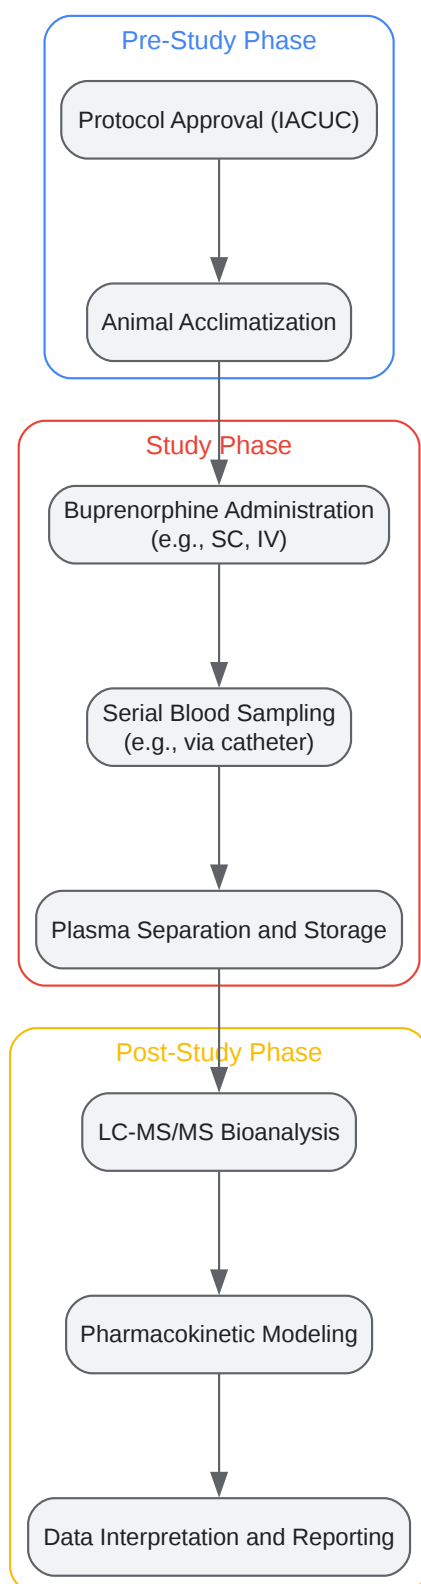 Pre-Study Phase
Protocol Approval (IACUC)
Animal Acclimatization
Study Phase
Buprenorphine Administration
(e.g., SC, IV)
Serial Blood Sampling
(e.g., via catheter)
Plasma Separation and Storage
Post-Study Phase
LC-MS/MS Bioanalysis
Pharmacokinetic Modeling
Data Interpretation and Reporting